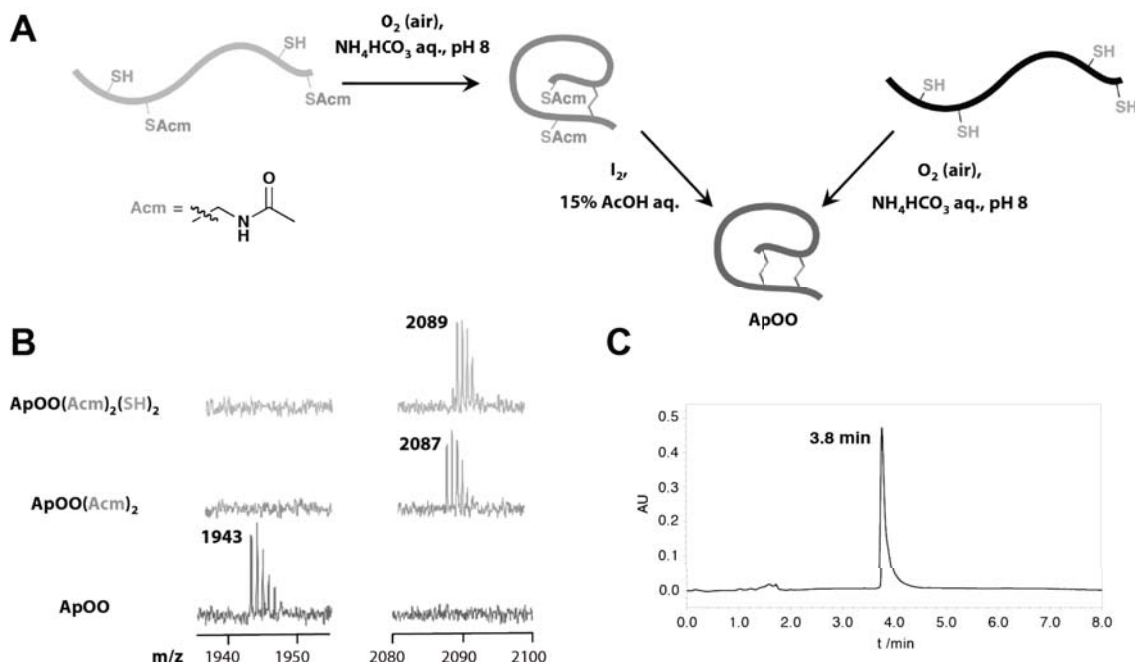 A
O₂ (air),
NH₄HCO₃ aq., pH 8
SH
SAcm
SAcm
SAcm
SAcm
SH
SH
SH
SH
I₂,
15% AcOH aq.
O₂ (air),
NH₄HCO₃ aq., pH 8
Acm =
O
N
H
ApOO
B
2089
ApOO(Acm)₂(SH)₂
2087
ApOO(Acm)₂
1943
ApOO
m/z 1940 1950 2080 2090 2100
C
3.8 min
AU
0.5
0.4
0.3
0.2
0.1
0.0
0.0 1.0 2.0 3.0 4.0 5.0 6.0 7.0 8.0
t /min